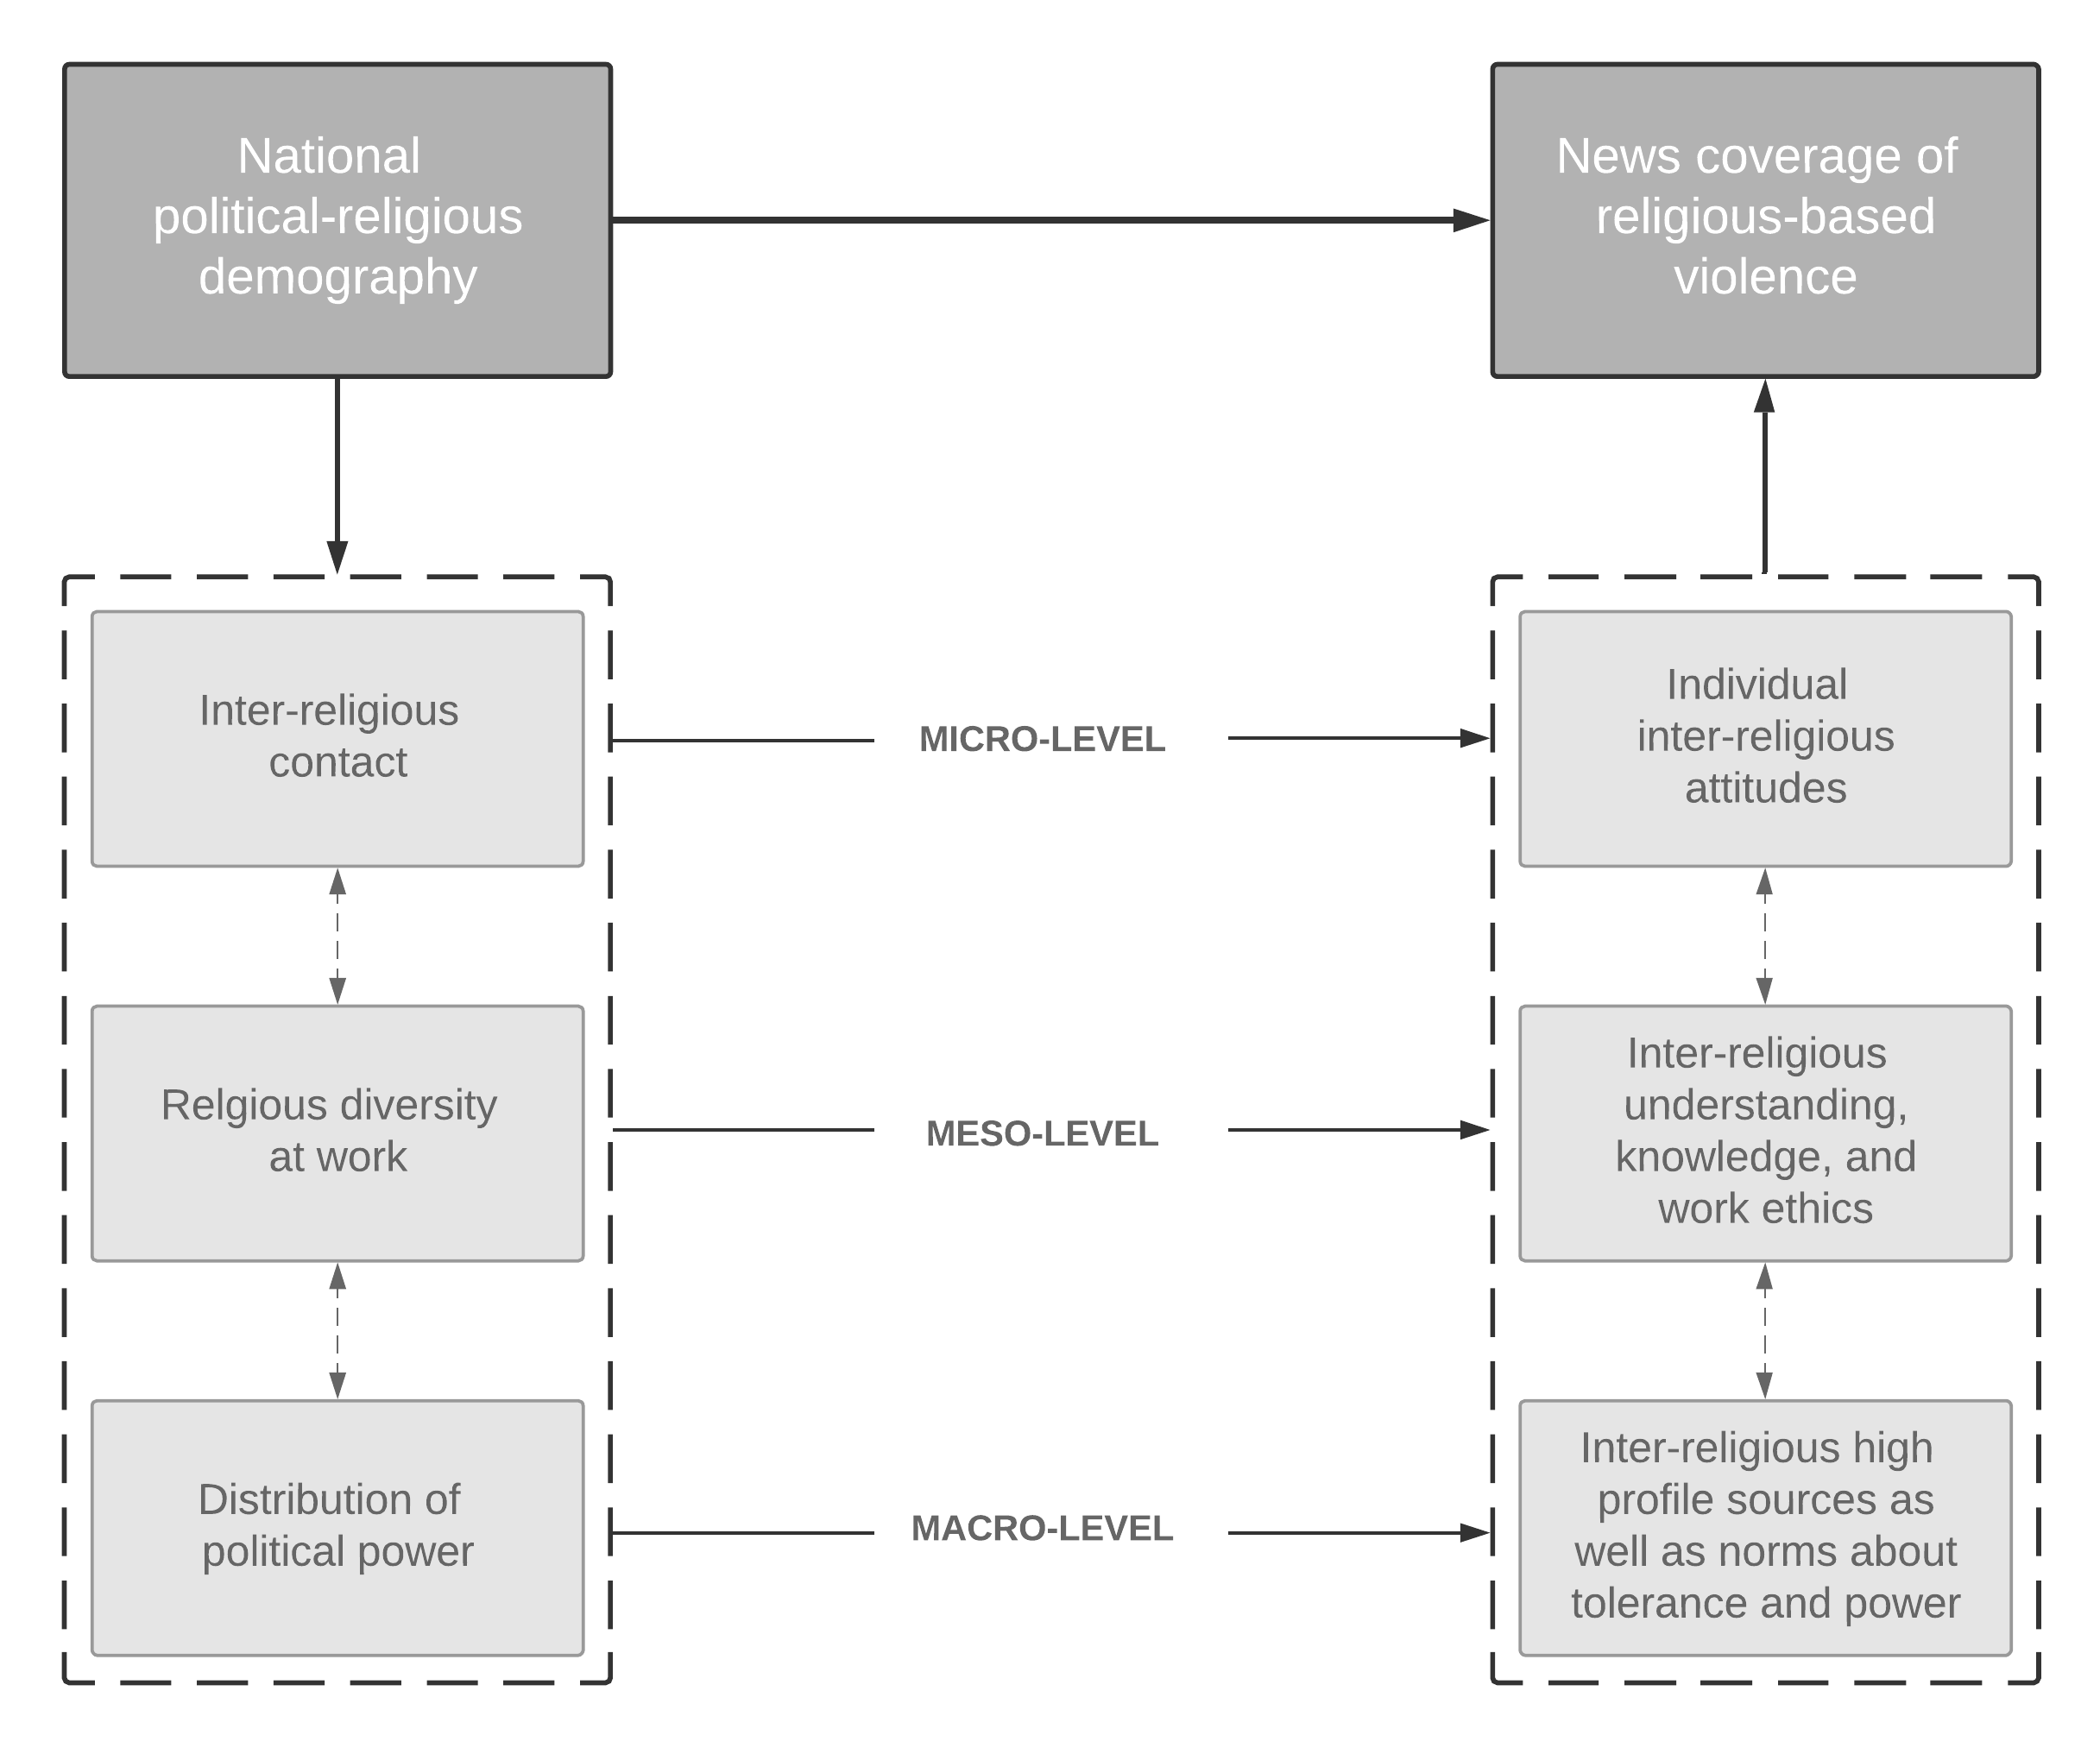 National
political-religious
demography
News coverage of
religious-based
violence
Inter-religious
contact
MICRO-LEVEL
Individual
inter-religious
attitudes
Relgious diversity
at work
MESO-LEVEL
Inter-religious
understanding,
knowledge, and
work ethics
Distribution of
political power
MACRO-LEVEL
Inter-religious high
profile sources as
well as norms about
tolerance and power